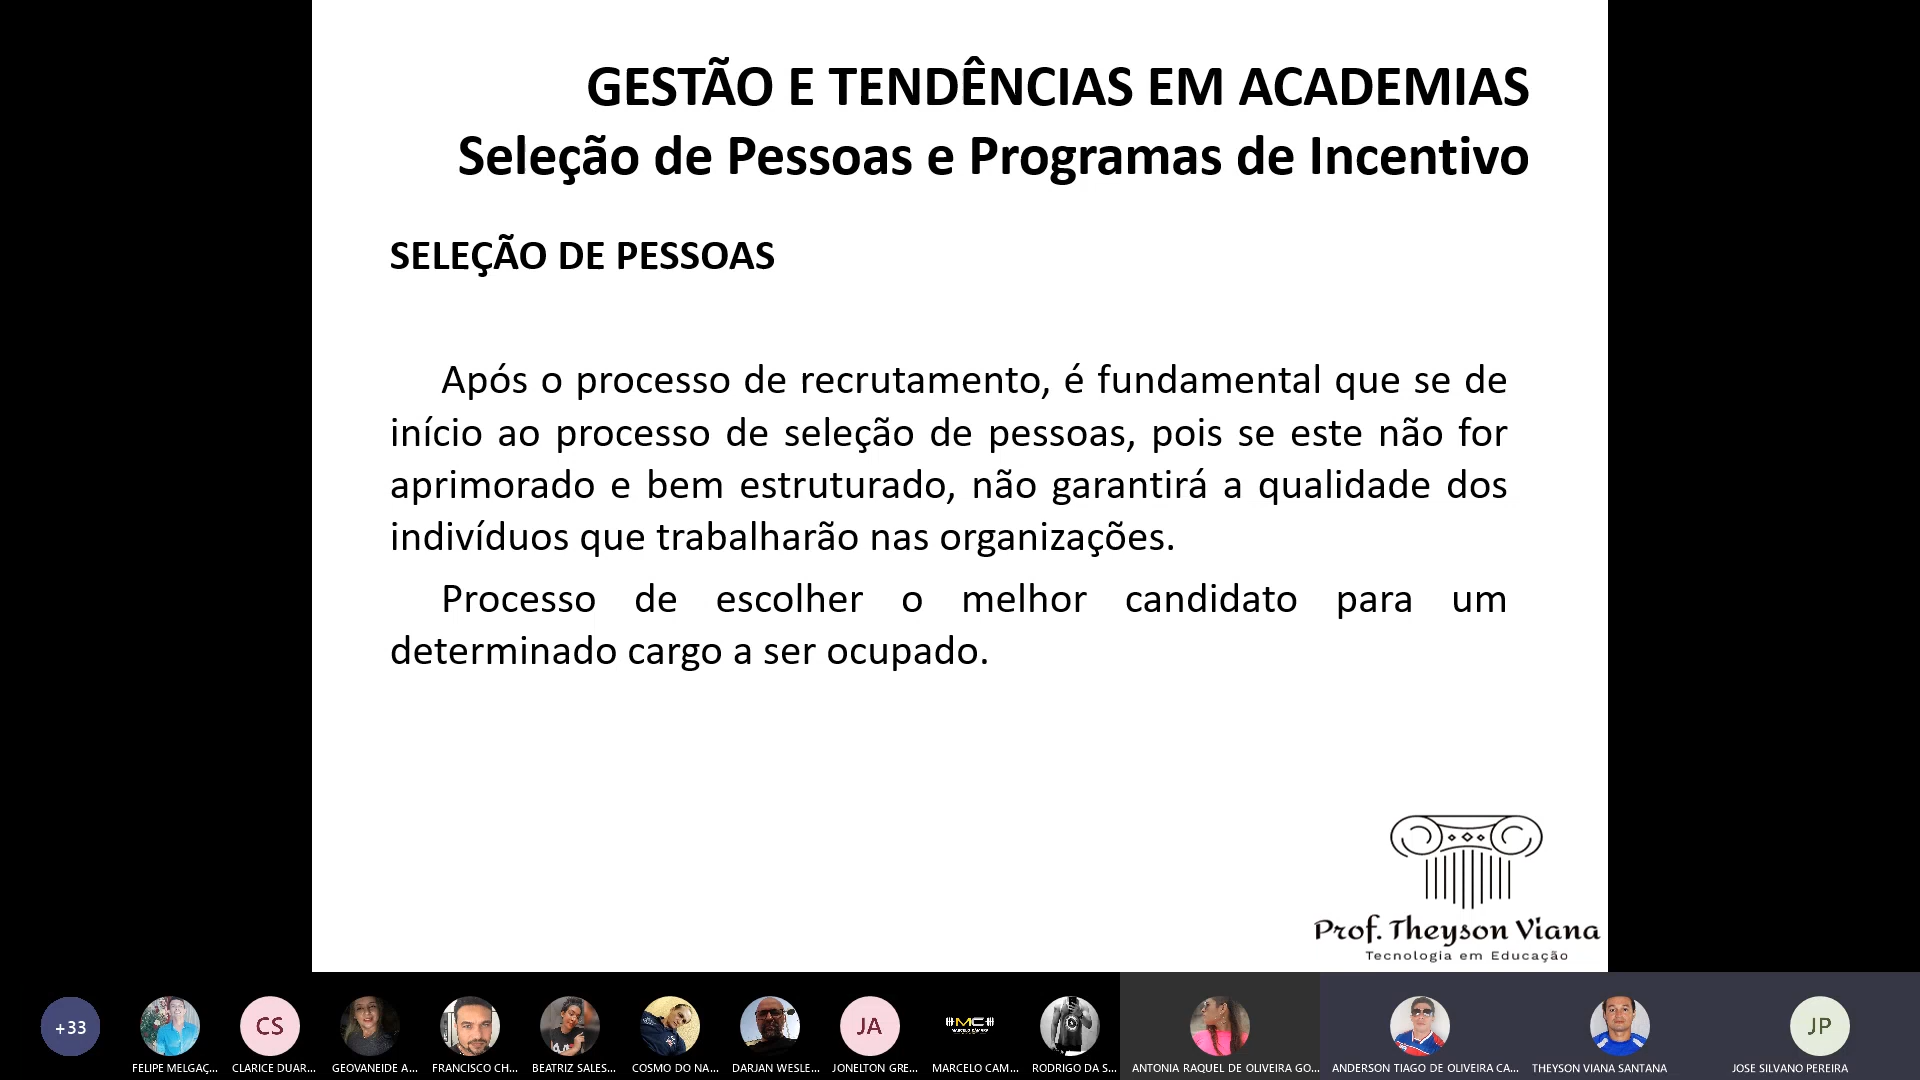 GESTÃO E TENDÊNCIAS EM ACADEMIAS
Seleção de Pessoas e Programas de Incentivo
SELEÇÃO DE PESSOAS
Após o processo de recrutamento, é fundamental que se de
início ao processo de seleção de pessoas, pois se este não for
aprimorado e bem estruturado, não garantirá a qualidade dos
indivíduos que trabalharão nas organizações.
Processo de escolher o melhor candidato para um
determinado cargo a ser ocupado.
Prof. Theyson Viana
Tecnologia em Educação
+33
CS
JA
MC
JP
FELIPE MELGAÇ...
CLARICE DUAR...
GEOVANEIDE A...
FRANCISCO CH...
BEATRIZ SALES...
COSMO DO NA...
DARJAN WESLE...
JONELTON GRE...
MARCELO CAM...
RODRIGO DA S...
ANTONIA RAQUEL DE OLIVEIRA GO...
ANDERSON TIAGO DE OLIVEIRA CA...
THEYSON VIANA SANTANA
JOSE SILVANO PEREIRA